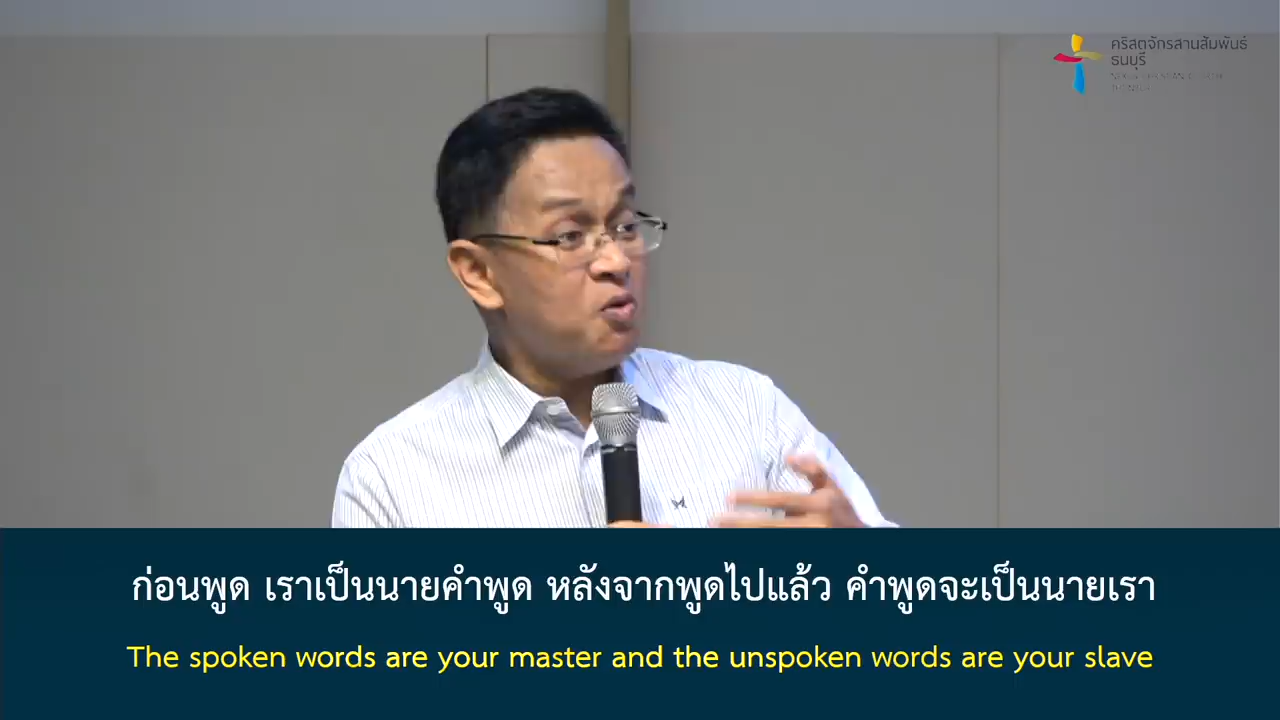 คริสตจักรสานสัมพันธ์
ธนบุรี
ก่อนพูด เราเป็นนายคำพูด หลังจากพูดไปแล้ว คำพูดจะเป็นนายเรา
The spoken words are your master and the unspoken words are your slave